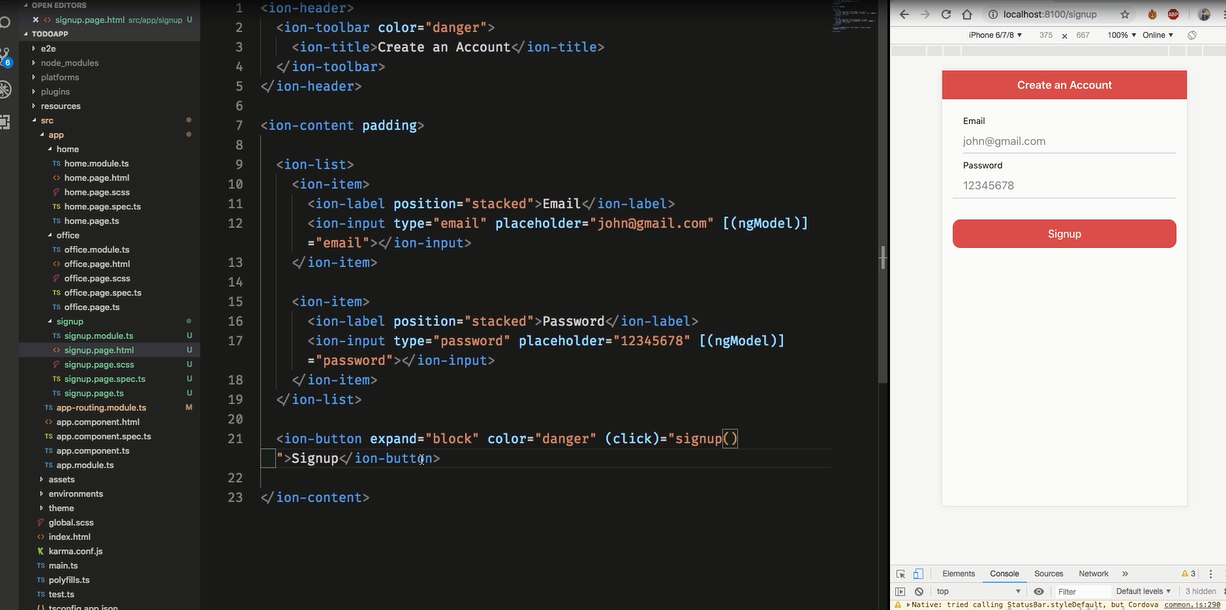 OPEN EDITORS
signup.page.html src/app/signup U
TODOAPP
e2e
node_modules
platforms
plugins
resources
src
app
home
TS home.module.ts
<> home.page.html
home.page.scss
TS home.page.spec.ts
TS home.page.ts
office
TS office.module.ts
<> office.page.html
office.page.scss
TS office.page.spec.ts
TS office.page.ts
signup
TS signup.module.ts U
<> signup.page.html U
signup.page.scss U
TS signup.page.spec.ts U
TS signup.page.ts U
TS app-routing.module.ts M
<> app.component.html
TS app.component.spec.ts
TS app.component.ts
TS app.module.ts
assets
environments
theme
global.scss
<> index.html
karma.conf.js
TS main.ts
TS polyfills.ts
TS test.ts
tsconfig.app.json
6
1 <ion-header>
2 <ion-toolbar color="danger">
3 <ion-title>Create an Account</ion-title>
4 </ion-toolbar>
5 </ion-header>
6
7 <ion-content padding>
8
9 <ion-list>
10 <ion-item>
11 <ion-label position="stacked">Email</ion-label>
12 <ion-input type="email" placeholder="john@gmail.com" [(ngModel)]
="email"></ion-input>
13 </ion-item>
14
15 <ion-item>
16 <ion-label position="stacked">Password</ion-label>
17 <ion-input type="password" placeholder="12345678" [(ngModel)]
="password"></ion-input>
18 </ion-item>
19 </ion-list>
20
21 <ion-button expand="block" color="danger" (click)="signup()
">Signup</ion-button>
22
23 </ion-content>
localhost:8100/signup ABP
iPhone 6/7/8 ▼ 375 x 667 100% ▼ Online ▼
Create an Account
Email
john@gmail.com
Password
12345678
Signup
Elements Console Sources Network » 3
top ▼ Filter Default levels ▼ 3 hidden
Native: tried calling StatusBar.styleDefault, but Cordova common.js:290